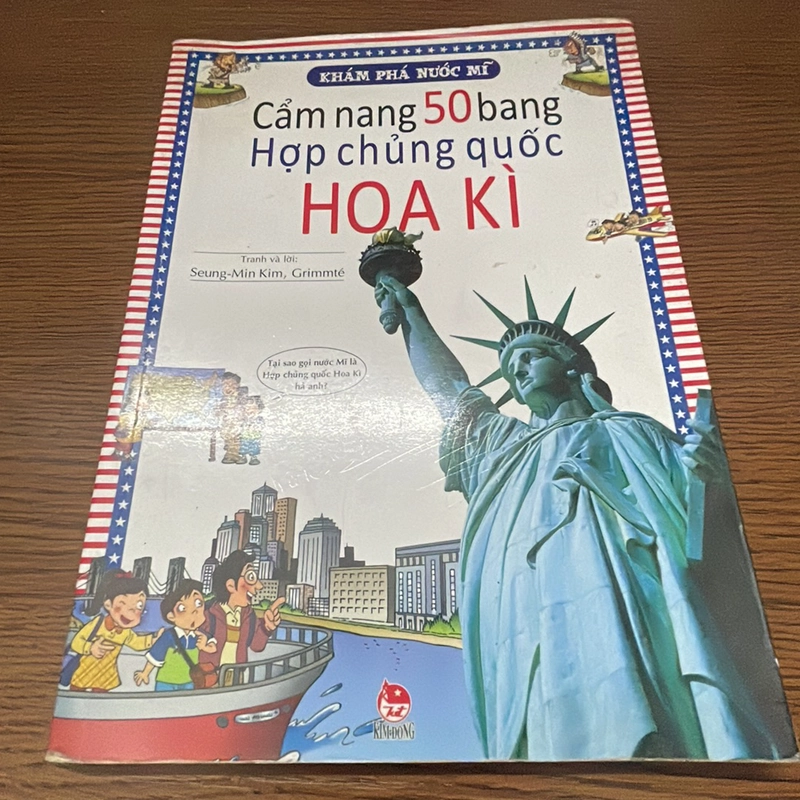 KHÁM PHÁ NƯỚC MĨ
Cẩm nang 50 bang
Hợp chủng quốc
HOA KÌ
Tranh và lời:
Seung-Min Kim, Grimmté
Tại sao gọi nước Mĩ là
Hợp chủng quốc Hoa Kì
hả anh?
KIM ĐỒNG